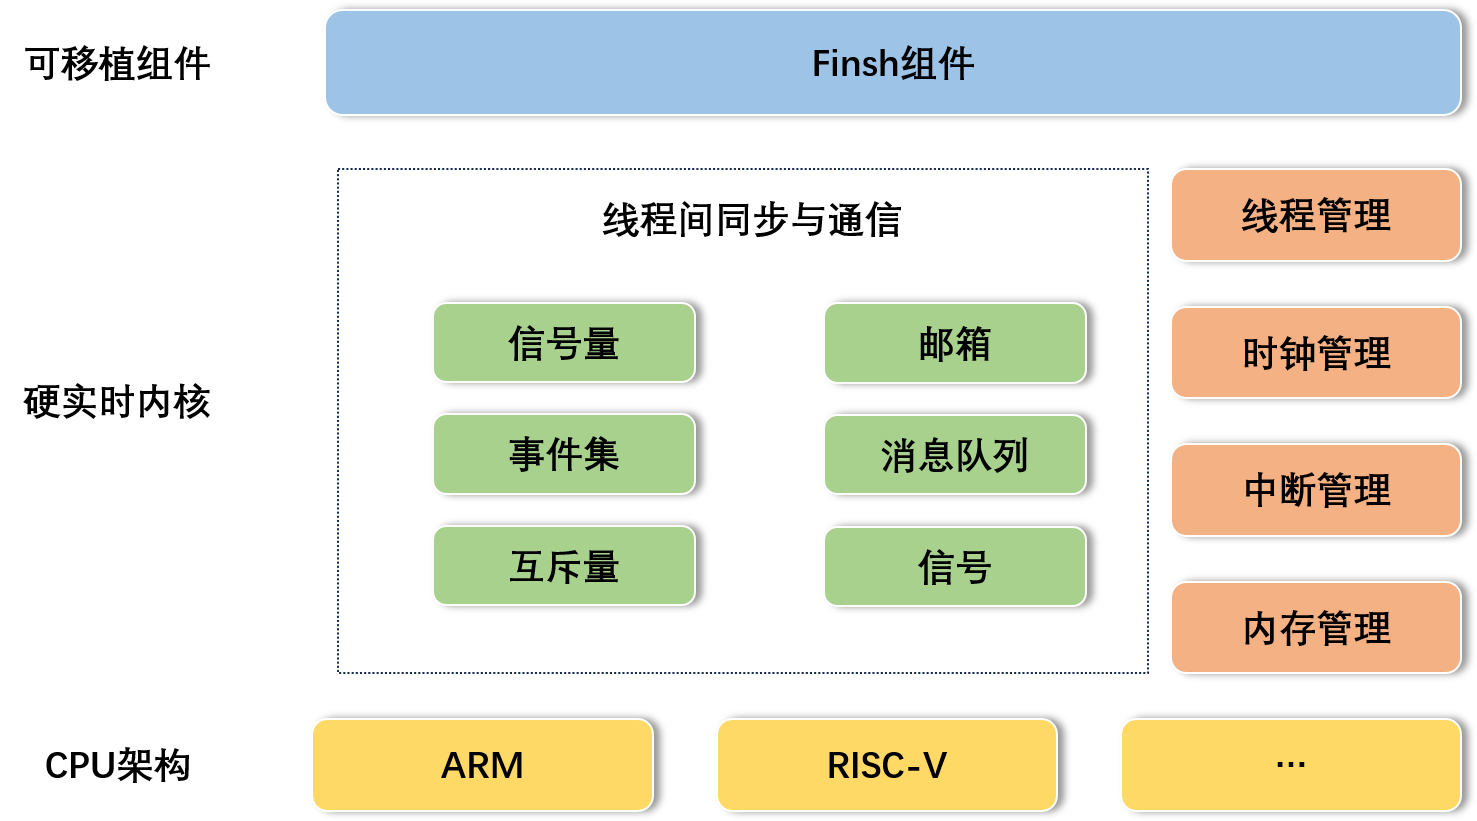 可移植组件
Finsh组件
线程间同步与通信
线程管理
信号量
邮箱
时钟管理
硬实时内核
事件集
消息队列
中断管理
互斥量
信号
内存管理
CPU架构
ARM
RISC-V
...